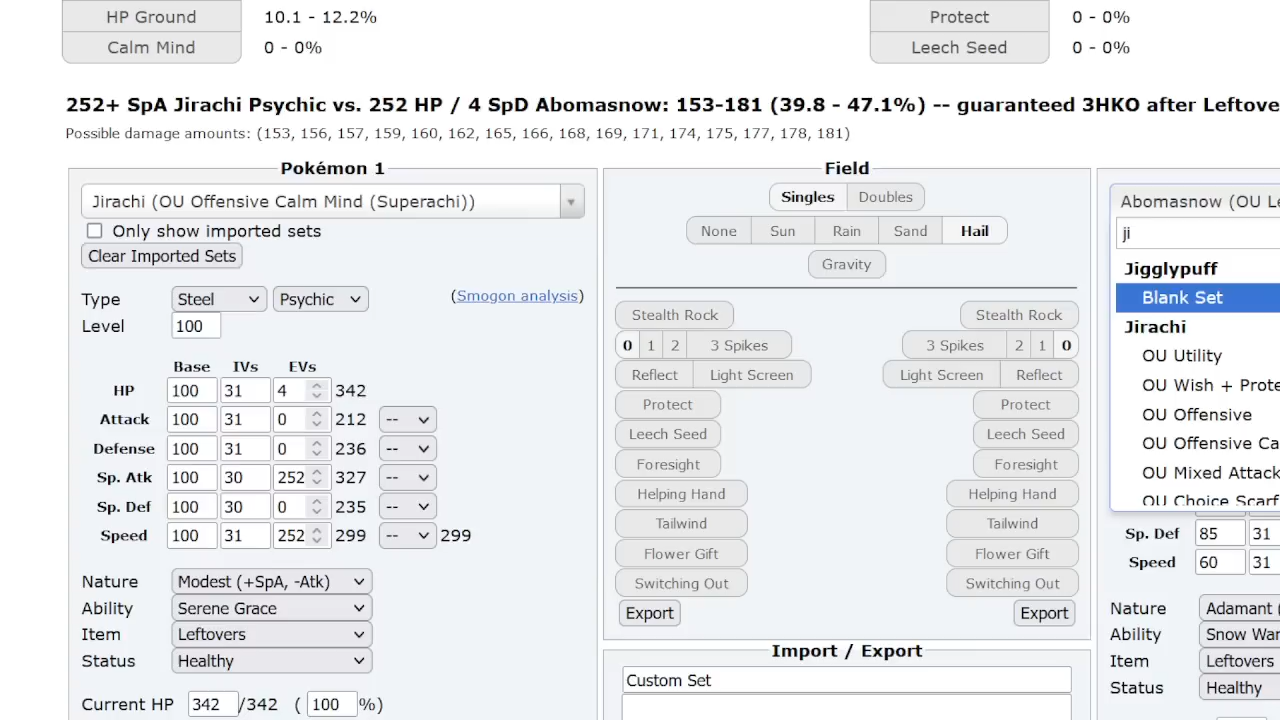 HP Ground 10.1 - 12.2% Protect 0 - 0%
Calm Mind 0 - 0% Leech Seed 0 - 0%
252+ SpA Jirachi Psychic vs. 252 HP / 4 SpD Abomasnow: 153-181 (39.8 - 47.1%) -- guaranteed 3HKO after Leftove
Possible damage amounts: (153, 156, 157, 159, 160, 162, 165, 166, 168, 169, 171, 174, 175, 177, 178, 181)
Pokémon 1
Jirachi (OU Offensive Calm Mind (Superachi))
Only show imported sets
Clear Imported Sets
Type Steel Psychic (Smogon analysis)
Level 100
Base IVs EVs
HP 100 31 4 342
Attack 100 31 0 212 --
Defense 100 31 0 236 --
Sp. Atk 100 30 252 327 --
Sp. Def 100 30 0 235 --
Speed 100 31 252 299 -- 299
Nature Modest (+SpA, -Atk)
Ability Serene Grace
Item Leftovers
Status Healthy
Current HP 342 /342 ( 100 %)
Field
Singles Doubles
None Sun Rain Sand Hail
Gravity
Stealth Rock Stealth Rock
0 1 2 3 Spikes 3 Spikes 2 1 0
Reflect Light Screen Light Screen Reflect
Protect Protect
Leech Seed Leech Seed
Foresight Foresight
Helping Hand Helping Hand
Tailwind Tailwind
Flower Gift Flower Gift
Switching Out Switching Out
Export Export
Import / Export
Custom Set
Abomasnow (OU Le
ji
Jigglypuff
Blank Set
Jirachi
OU Utility
OU Wish + Prote
OU Offensive
OU Offensive Ca
OU Mixed Attack
OU Choice Scarf
Sp. Def 85 31
Speed 60 31
Nature Adamant (
Ability Snow War
Item Leftovers
Status Healthy